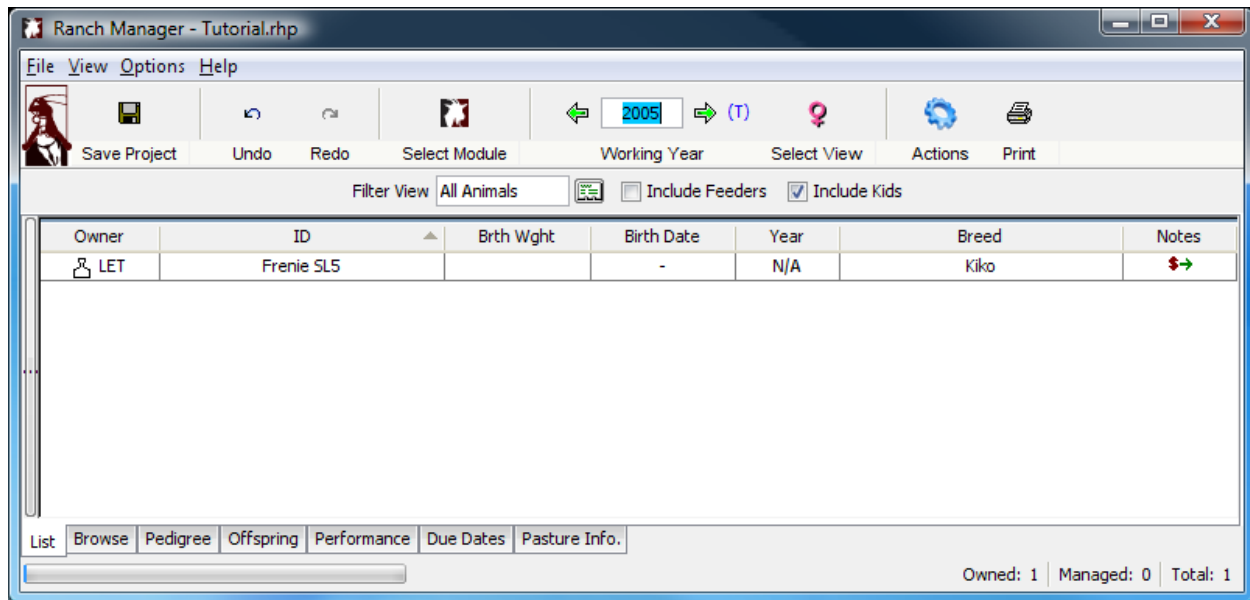 Ranch Manager - Tutorial.rhp
File View Options Help
2005 (T)
Save Project Undo Redo Select Module Working Year Select View Actions Print
Filter View All Animals Include Feeders Include Kids
Owner ID Brth Wght Birth Date Year Breed Notes
LET Frenie SL5 - N/A Kiko $
List Browse Pedigree Offspring Performance Due Dates Pasture Info.
Owned: 1 Managed: 0 Total: 1